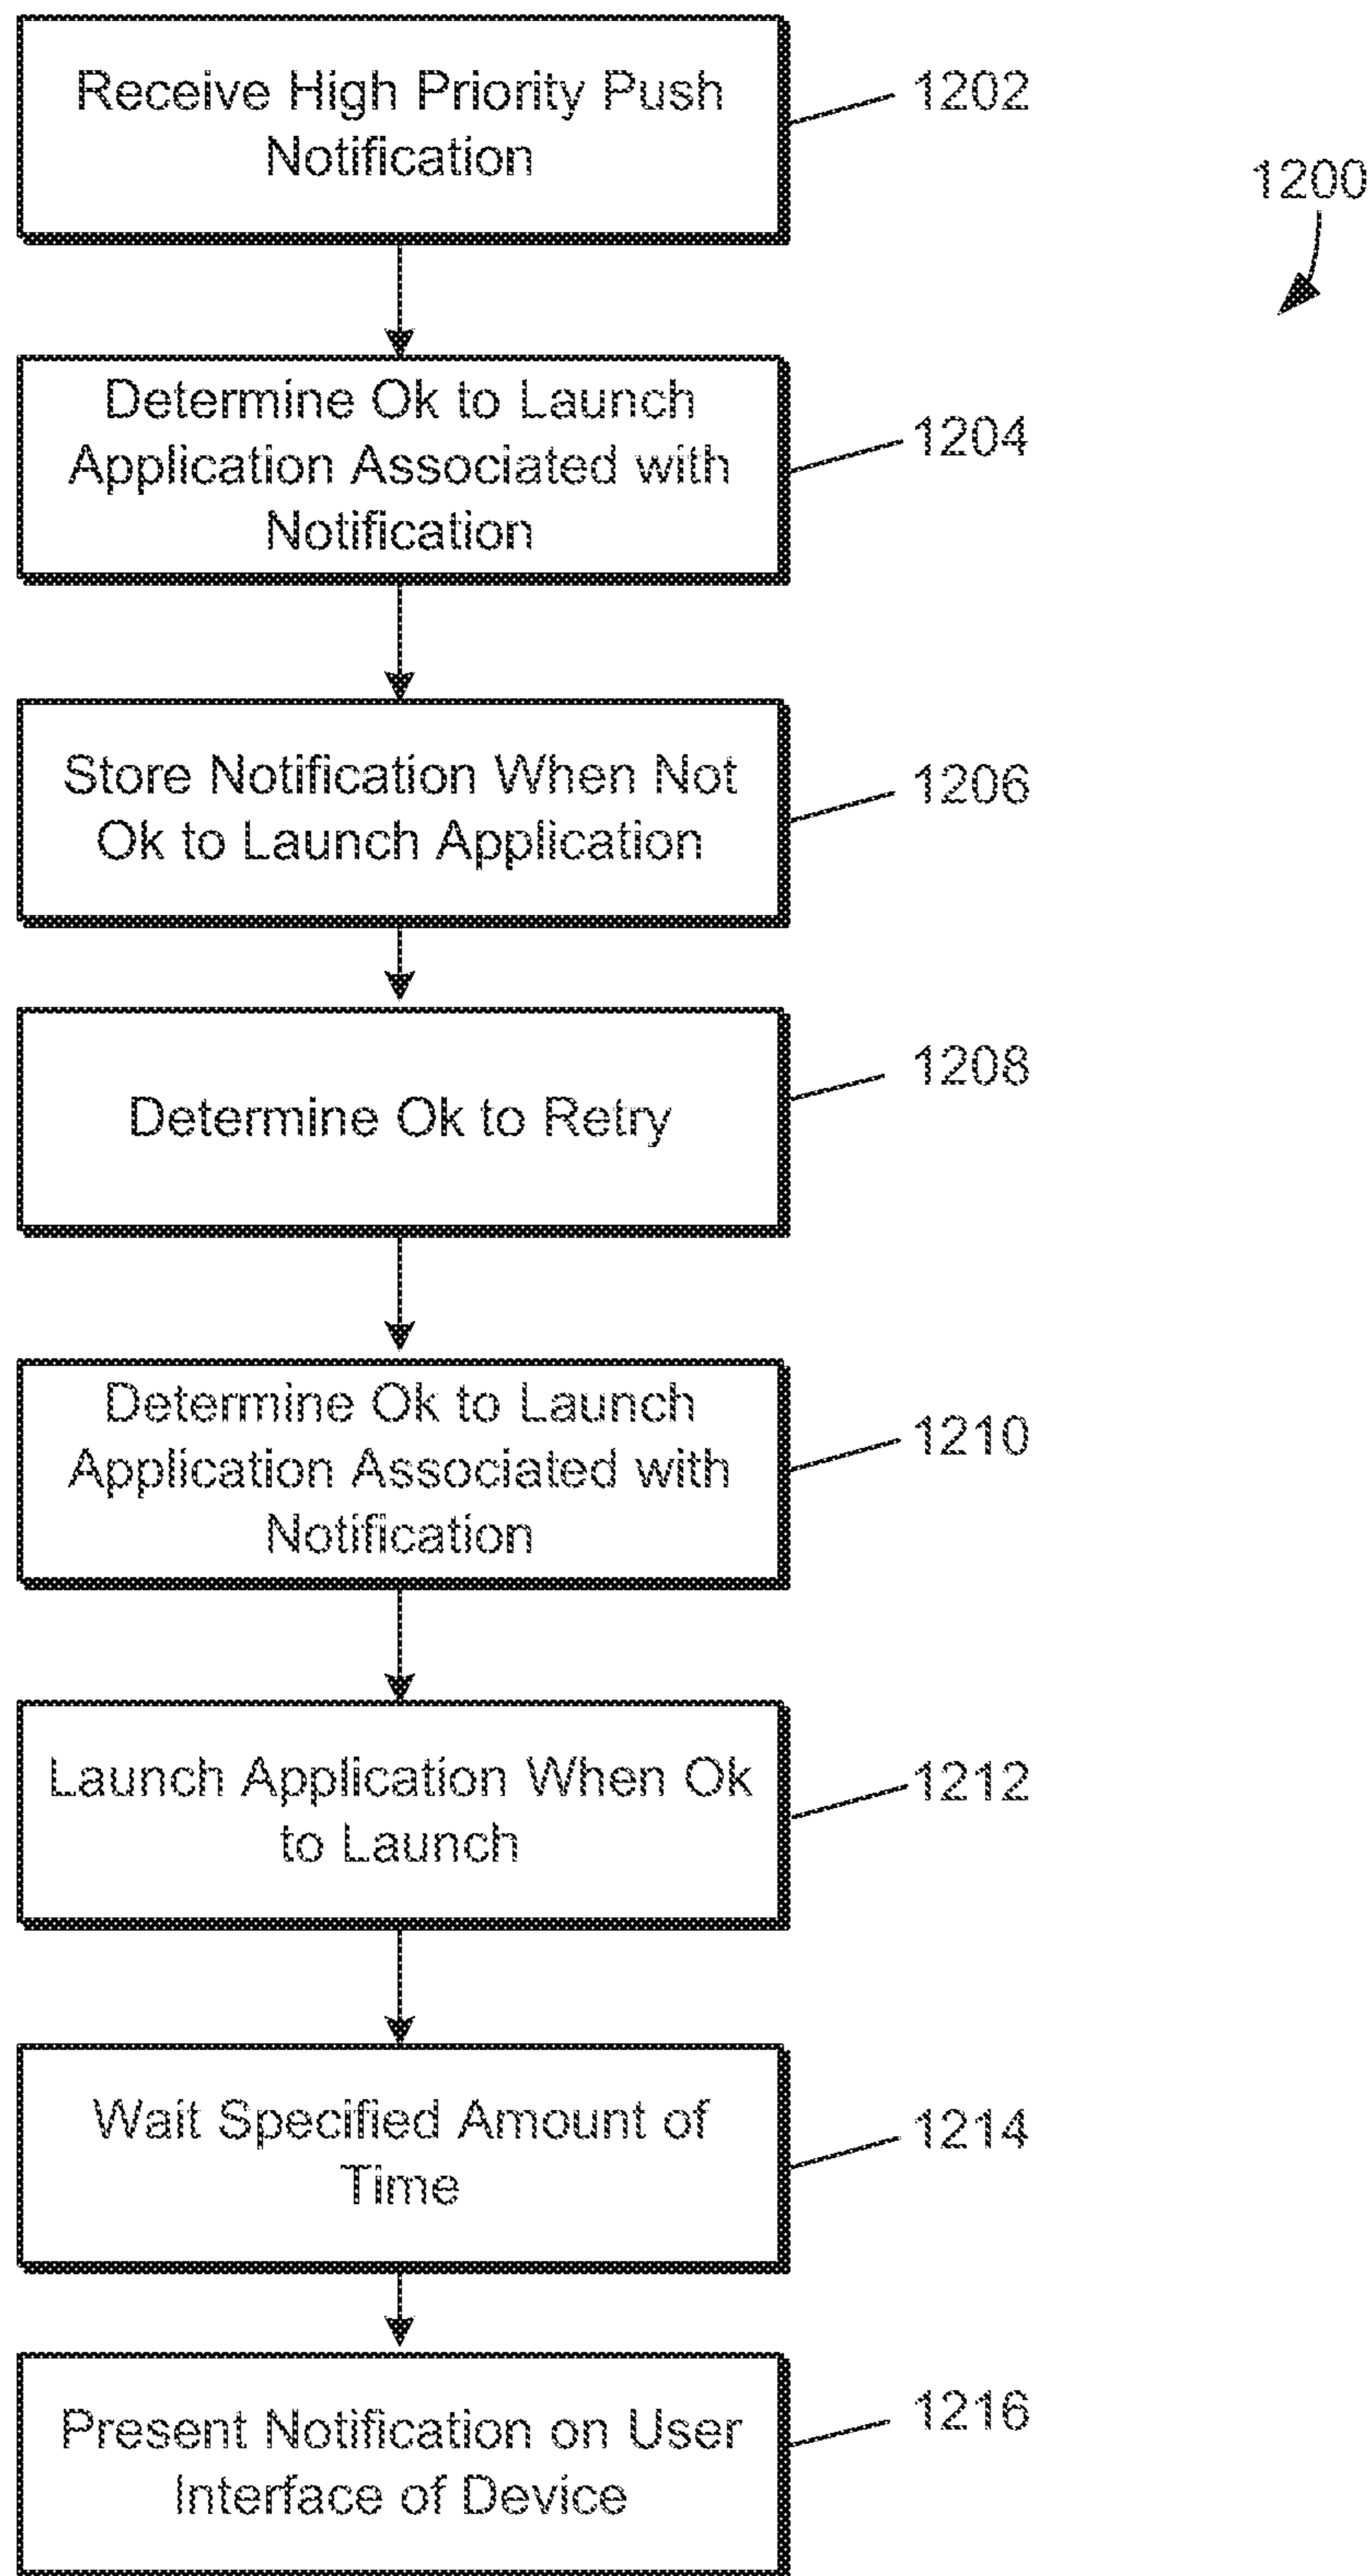 Receive High Priority Push
Notification
1202
1200
Determine Ok to Launch
Application Associated with
Notification
1204
Store Notification When Not
Ok to Launch Application
1206
Determine Ok to Retry
1208
Determine Ok to Launch
Application Associated with
Notification
1210
Launch Application When Ok
to Launch
1212
Wait Specified Amount of
Time
1214
Present Notification on User
Interface of Device
1216